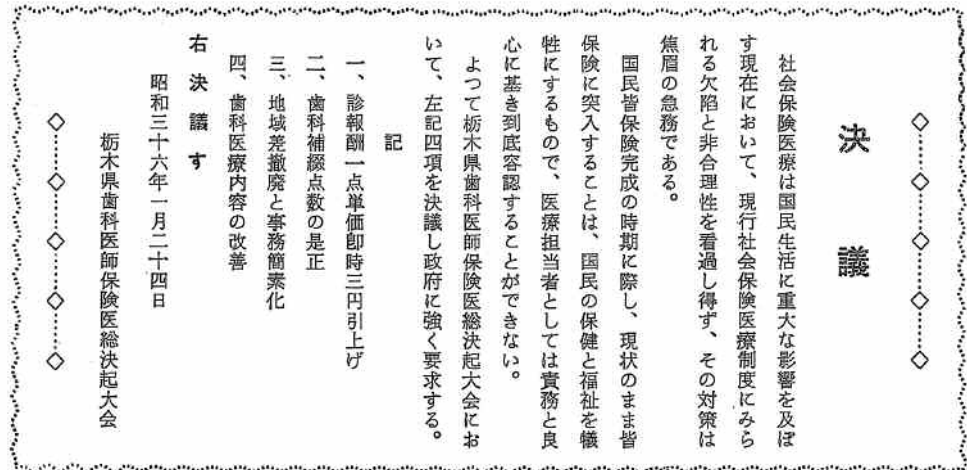 決議
社会保険医療は国民生活に重大な影響を及ぼ
す現在において、現行社会保険医療制度にみら
れる欠陥と非合理性を看過し得ず、その対策は
焦眉の急務である。
国民皆保険完成の時期に際し、現状のまま皆
保険に突入することは、国民の保健と福祉を犠
牲にするもので、医療担当者としては責務と良
心に基き到底容認することができない。
よつて栃木県歯科医師保険医総決起大会にお
いて、左記四項を決議し政府に強く要求する。
記
一、診報酬一点単価即時三円引上げ
二、歯科補綴点数の是正
三、地域差撤廃と事務簡素化
四、歯科医療内容の改善
右決議す
昭和三十六年一月二十四日
栃木県歯科医師保険医総決起大会